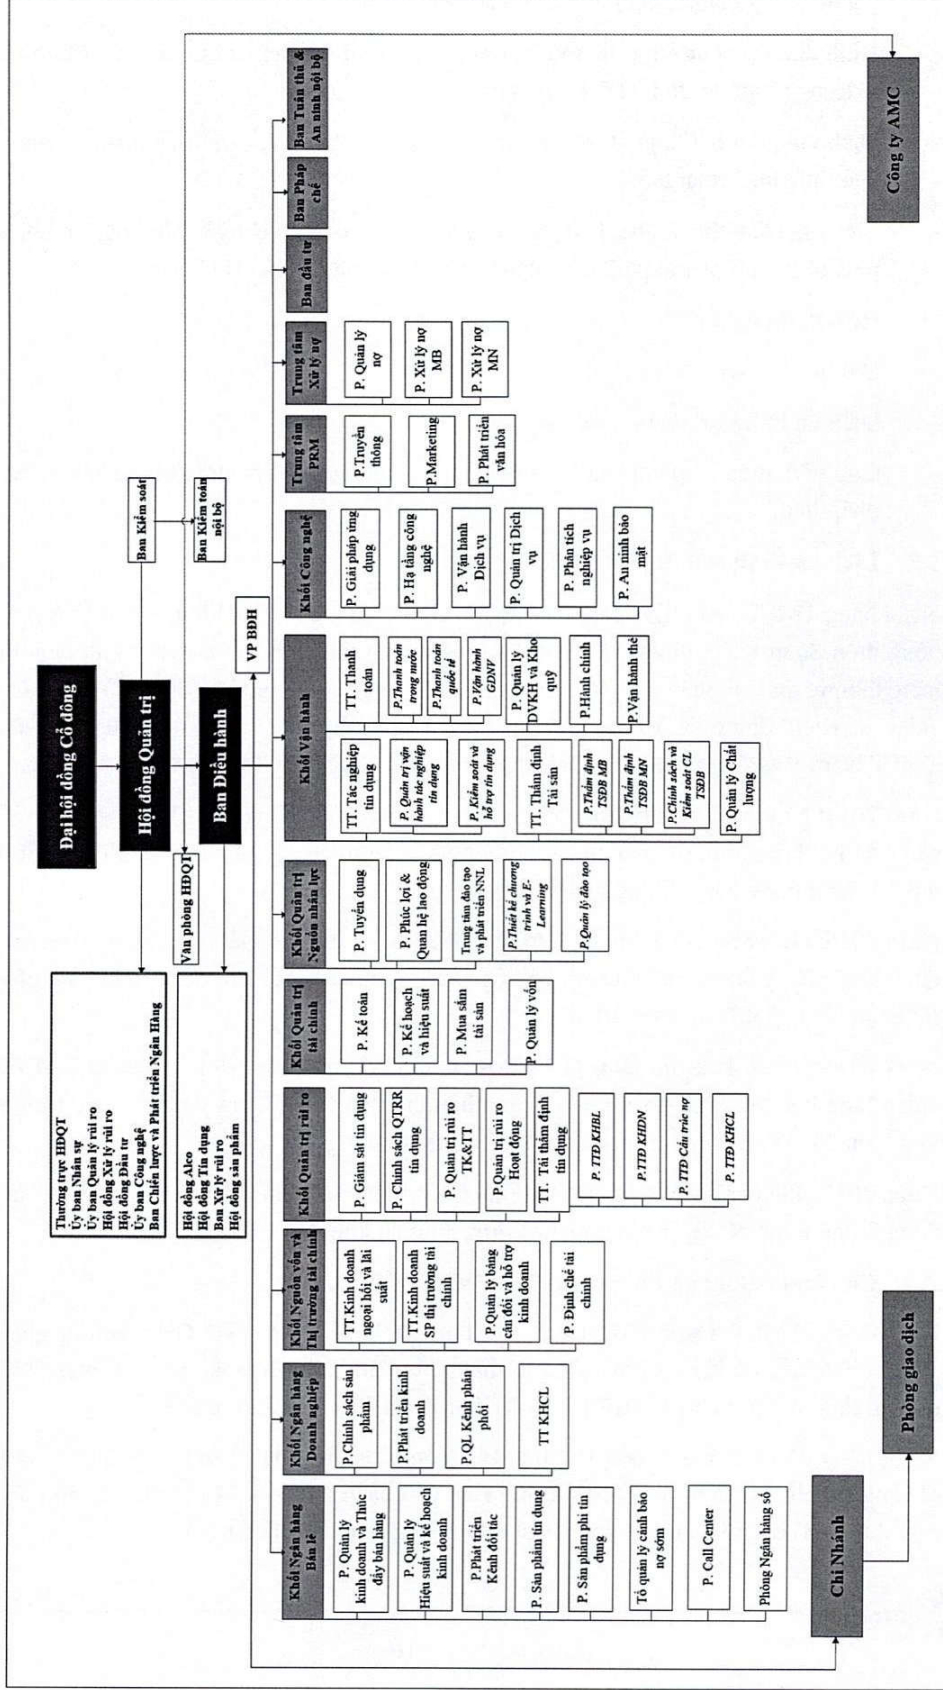 Đại hội đồng Cổ đông
Hội đồng Quản trị
Ban Kiểm soát
Ban Kiểm toán
nội bộ
Thường trực HĐQT
Ủy ban Nhân sự
Ủy ban Quản lý rủi ro
Hội đồng Xử lý rủi ro
Hội đồng Đầu tư
Ủy ban Công nghệ
Ban Chiến lược và Phát triển Ngân Hàng
Văn phòng HĐQT
Ban Điều hành
VP BĐH
Hội đồng Alco
Hội đồng Tín dụng
Ban Xử lý rủi ro
Hội đồng sản phẩm
Khối Ngân hàng
Bán lẻ
P. Quản lý
kinh doanh và Thúc
đẩy bán hàng
P. Quản lý
Hiệu suất và kế hoạch
kinh doanh
P.Phát triển
Kênh đối tác
P. Sản phẩm tín dụng
P. Sản phẩm phi tín
dụng
Tổ quản lý cảnh báo
nợ sớm
P. Call Center
Phòng Ngân hàng số
Khối Ngân hàng
Doanh nghiệp
P.Chính sách sản
phẩm
P.Phát triển kinh
doanh
P.QL Kênh phân
phối
TT KHCL
Khối Nguồn vốn và
Thị trường tài chính
TT.Kinh doanh
ngoại hối và lãi
suất
TT.Kinh doanh
SP thị trường tài
chính
P.Quản lý bảng
cân đối và hỗ trợ
kinh doanh
P. Định chế tài
chính
Khối Quản trị rủi ro
P. Giám sát tín dụng
P. Chính sách QTRR
tín dụng
P. Quản trị rủi ro
TK.&TT
P.Quản trị rủi ro
Hoạt động
TT. Tái thẩm định
tín dụng
P. TTĐ KHBL
P.TTĐ KHDN
P.TTĐ Cấu trúc nợ
P. TTĐ KHCL
Khối Quản trị
tài chính
P. Kế toán
P. Kế hoạch
và hiệu suất
P. Mua sắm
tài sản
P. Quản lý vốn
Khối Quản trị
Nguồn nhân lực
P. Tuyển dụng
P. Phúc lợi &
Quan hệ lao động
Trung tâm đào tạo
và phát triển NNL
P.Thiết kế chương
trình và E-
Learning
P.Quản lý đào tạo
Khối Vận hành
TT. Tác nghiệp
tín dụng
P. Quản trị vận
hành tác nghiệp
tín dụng
P. Kiểm soát và
hỗ trợ tín dụng
TT. Thẩm định
Tài sản
P.Thẩm định
TSĐB MB
P.Thẩm định
TSĐB MN
P.Chính sách và
Kiểm soát CL
TSĐB
P. Quản lý Chất
lượng
TT. Thanh
toán
P.Thanh toán
trong nước
P.Thanh toán
quốc tế
P.Vận hành
GDNV
P. Quản lý
DVKH và Kho
quỹ
P.Hành chính
P.Vận hành thẻ
Khối Công nghệ
P. Giải pháp ứng
dụng
P. Hạ tầng công
nghệ
P. Vận hành
Dịch vụ
P. Quản trị Dịch
vụ
P. Phân tích
nghiệp vụ
P. An ninh bảo
mật
Trung tâm
PRM
P.Truyền
thông
P.Marketing
P. Phát triển
văn hóa
Trung tâm
Xử lý nợ
P. Quản lý
nợ
P. Xử lý nợ
MB
P. Xử lý nợ
MN
Ban đầu tư
Ban Pháp
chế
Ban Tuân thủ &
An ninh nội bộ
Chi Nhánh
Phòng giao dịch
Công ty AMC